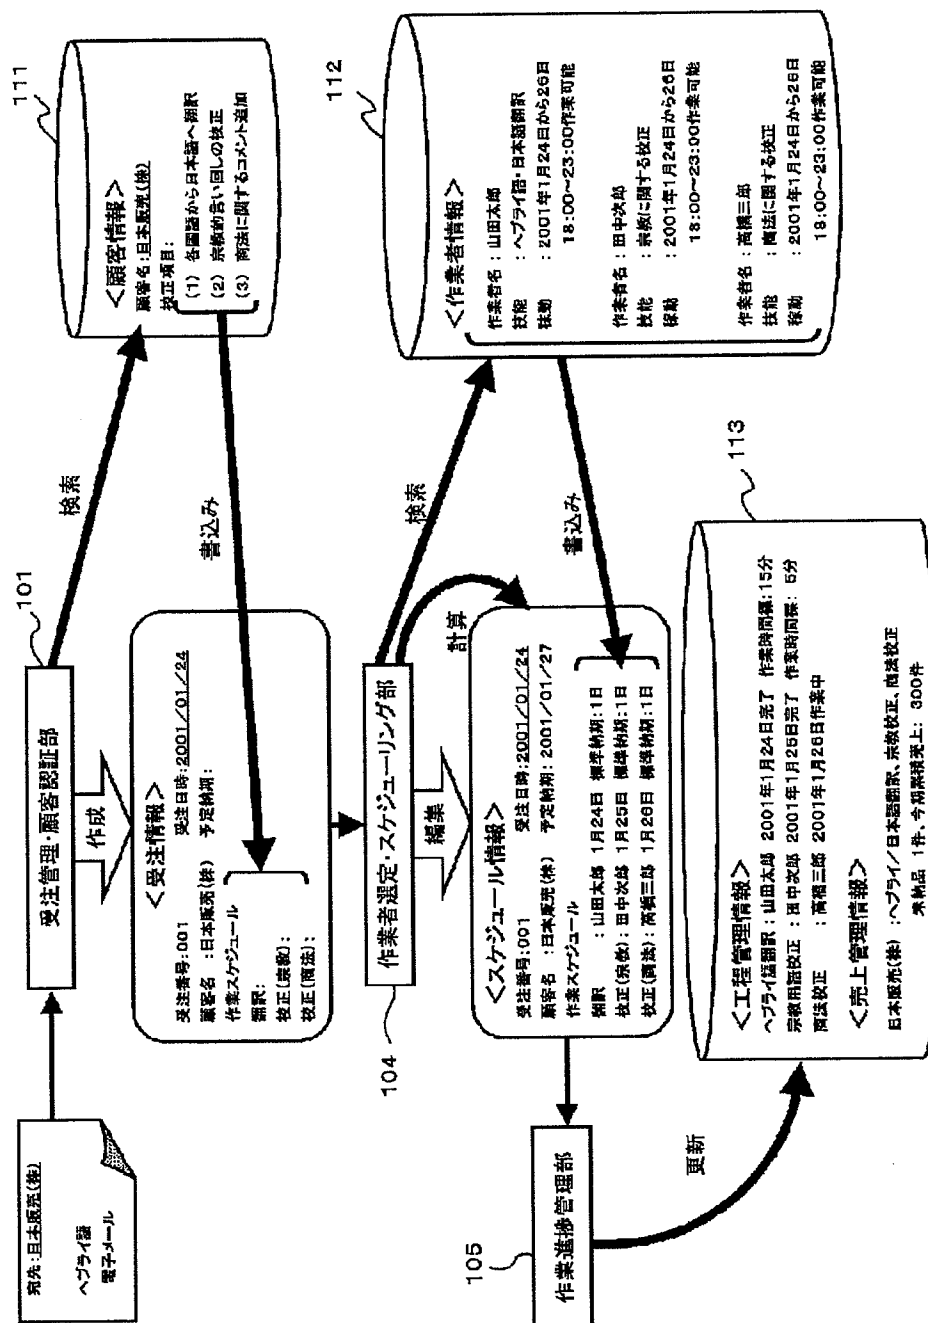 宛先:日本販売(株)
ヘブライ語
電子メール
101
受注管理・顧客認証部
作成
検索
111
<顧客情報>
顧客名:日本販売(株)
校正項目:
(1) 各国語から日本語へ翻訳
(2) 宗教的言い回しの校正
(3) 商法に関するコメント追加
<受注情報>
受注番号:001 受注日時:2001/01/24
顧客名 :日本販売(株) 予定納期:
作業スケジュール
翻訳:
校正(宗教):
校正(商法):
書込み
104
作業者選定・スケジューリング部
編集
計算
検索
112
<作業者情報>
作業者名 : 山田太郎
技能 : ヘブライ語・日本語翻訳
稼動 : 2001年1月24日から26日
18:00~23:00作業可能
作業者名 : 田中次郎
技能 : 宗教に関する校正
稼動 : 2001年1月24日から26日
18:00~23:00作業可能
作業者名 : 高橋三郎
技能 : 商法に関する校正
稼動 : 2001年1月24日から26日
18:00~23:00作業可能
<スケジュール情報>
受注番号:001 受注日時:2001/01/24
顧客名 : 日本販売(株) 予定納期: 2001/01/27
作業スケジュール
翻訳 : 山田太郎 1月24日 標準納期:1日
校正(宗教): 田中次郎 1月25日 標準納期:1日
校正(商法): 高橋三郎 1月26日 標準納期:1日
書込み
105
作業進捗管理部
更新
113
<工程管理情報>
ヘブライ語翻訳 : 山田太郎 2001年1月24日完了 作業時間積:15分
宗教用語校正 : 田中次郎 2001年1月25日完了 作業時間積: 5分
商法校正 : 高橋三郎 2001年1月26日作業中
<売上管理情報>
日本販売(株) :ヘブライ/日本語翻訳、宗教校正、商法校正
未納品 1件、今期累積売上: 300件